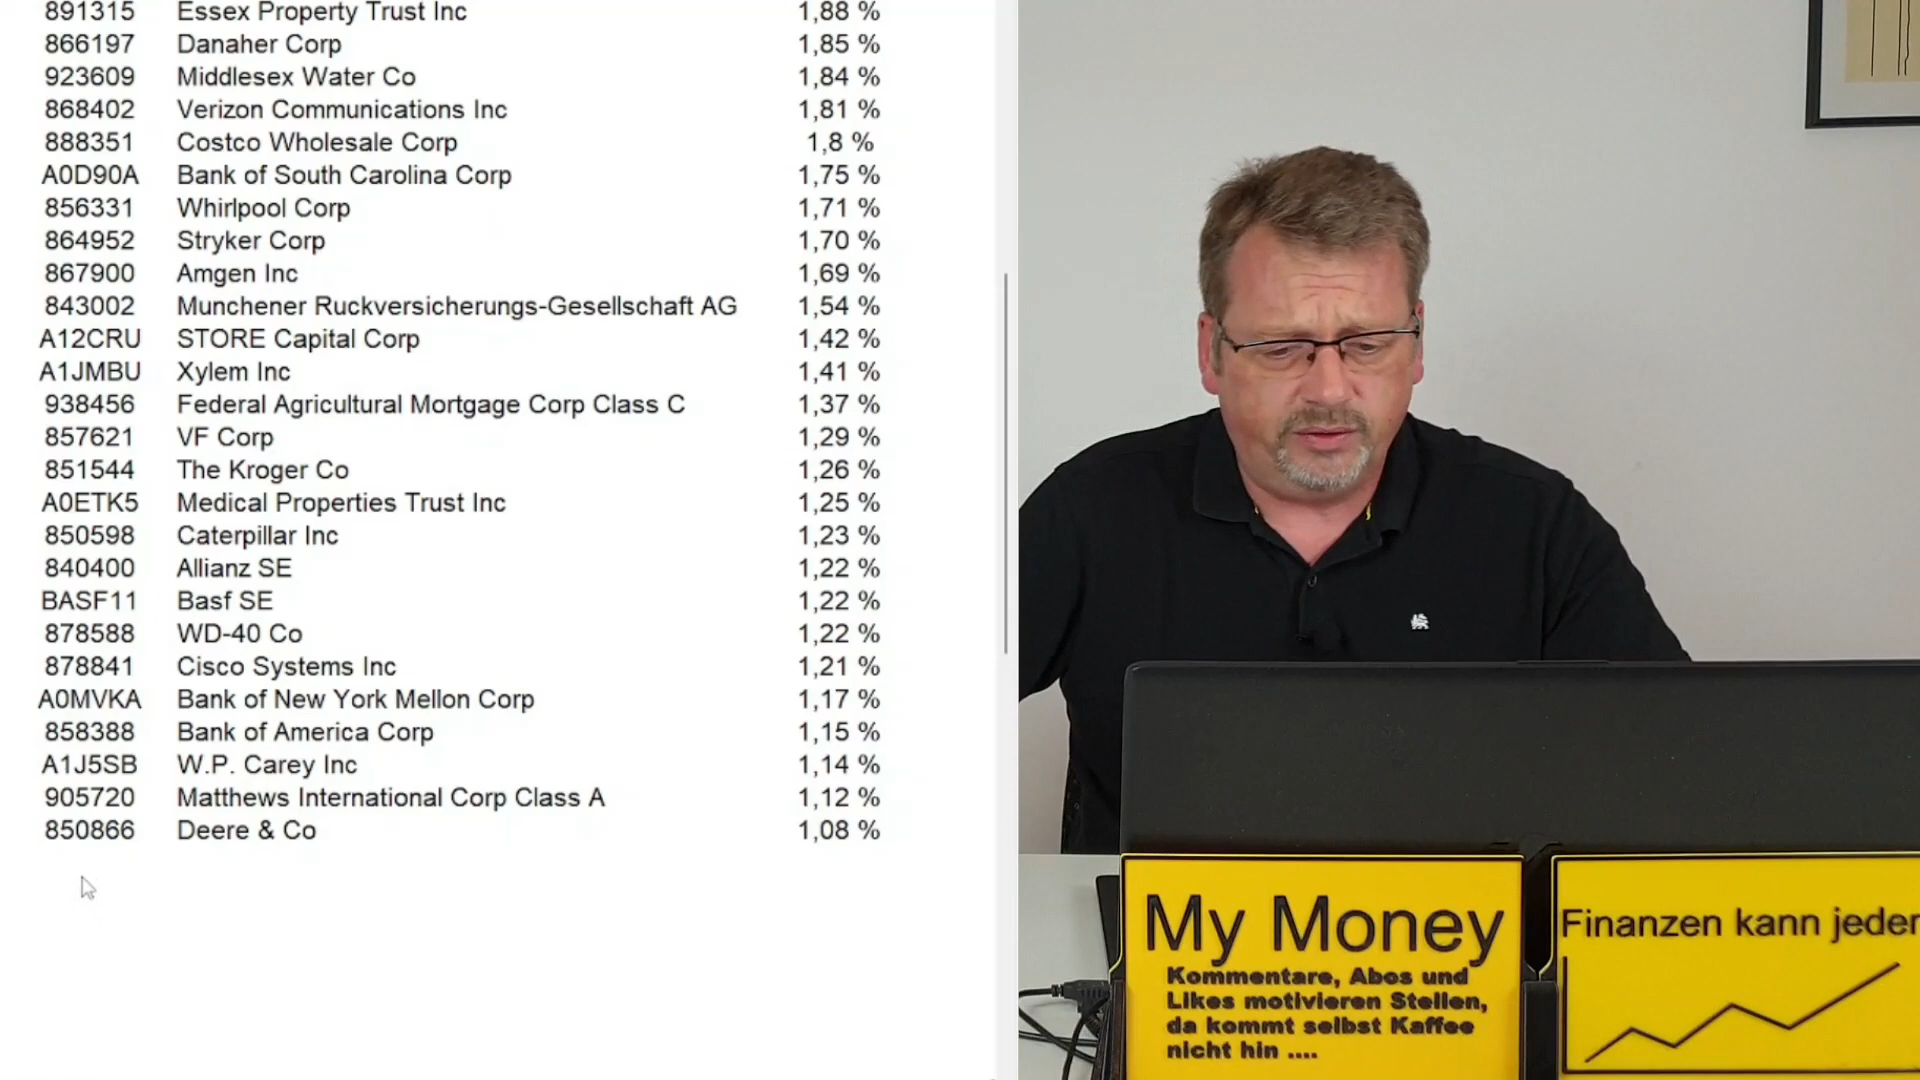 891315 Essex Property Trust Inc 1,88 %
866197 Danaher Corp 1,85 %
923609 Middlesex Water Co 1,84 %
868402 Verizon Communications Inc 1,81 %
888351 Costco Wholesale Corp 1,8 %
A0D90A Bank of South Carolina Corp 1,75 %
856331 Whirlpool Corp 1,71 %
864952 Stryker Corp 1,70 %
867900 Amgen Inc 1,69 %
843002 Munchener Ruckversicherungs-Gesellschaft AG 1,54 %
A12CRU STORE Capital Corp 1,42 %
A1JMBU Xylem Inc 1,41 %
938456 Federal Agricultural Mortgage Corp Class C 1,37 %
857621 VF Corp 1,29 %
851544 The Kroger Co 1,26 %
A0ETK5 Medical Properties Trust Inc 1,25 %
850598 Caterpillar Inc 1,23 %
840400 Allianz SE 1,22 %
BASF11 Basf SE 1,22 %
878588 WD-40 Co 1,22 %
878841 Cisco Systems Inc 1,21 %
A0MVKA Bank of New York Mellon Corp 1,17 %
858388 Bank of America Corp 1,15 %
A1J5SB W.P. Carey Inc 1,14 %
905720 Matthews International Corp Class A 1,12 %
850866 Deere & Co 1,08 %
My Money
Kommentare, Abos und
Likes motivieren Stellen,
da kommt selbst Kaffee
nicht hin ....
Finanzen kann jeder